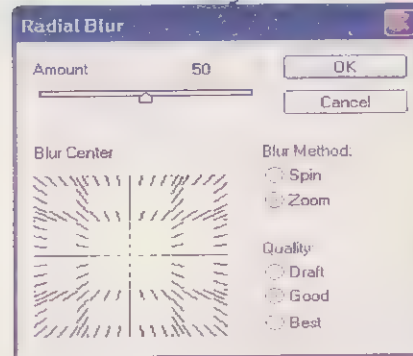 Radial Blur
Amount 50
OK
Cancel
Blur Center
Blur Method:
Spin
Zoom
Quality:
Draft
Good
Best